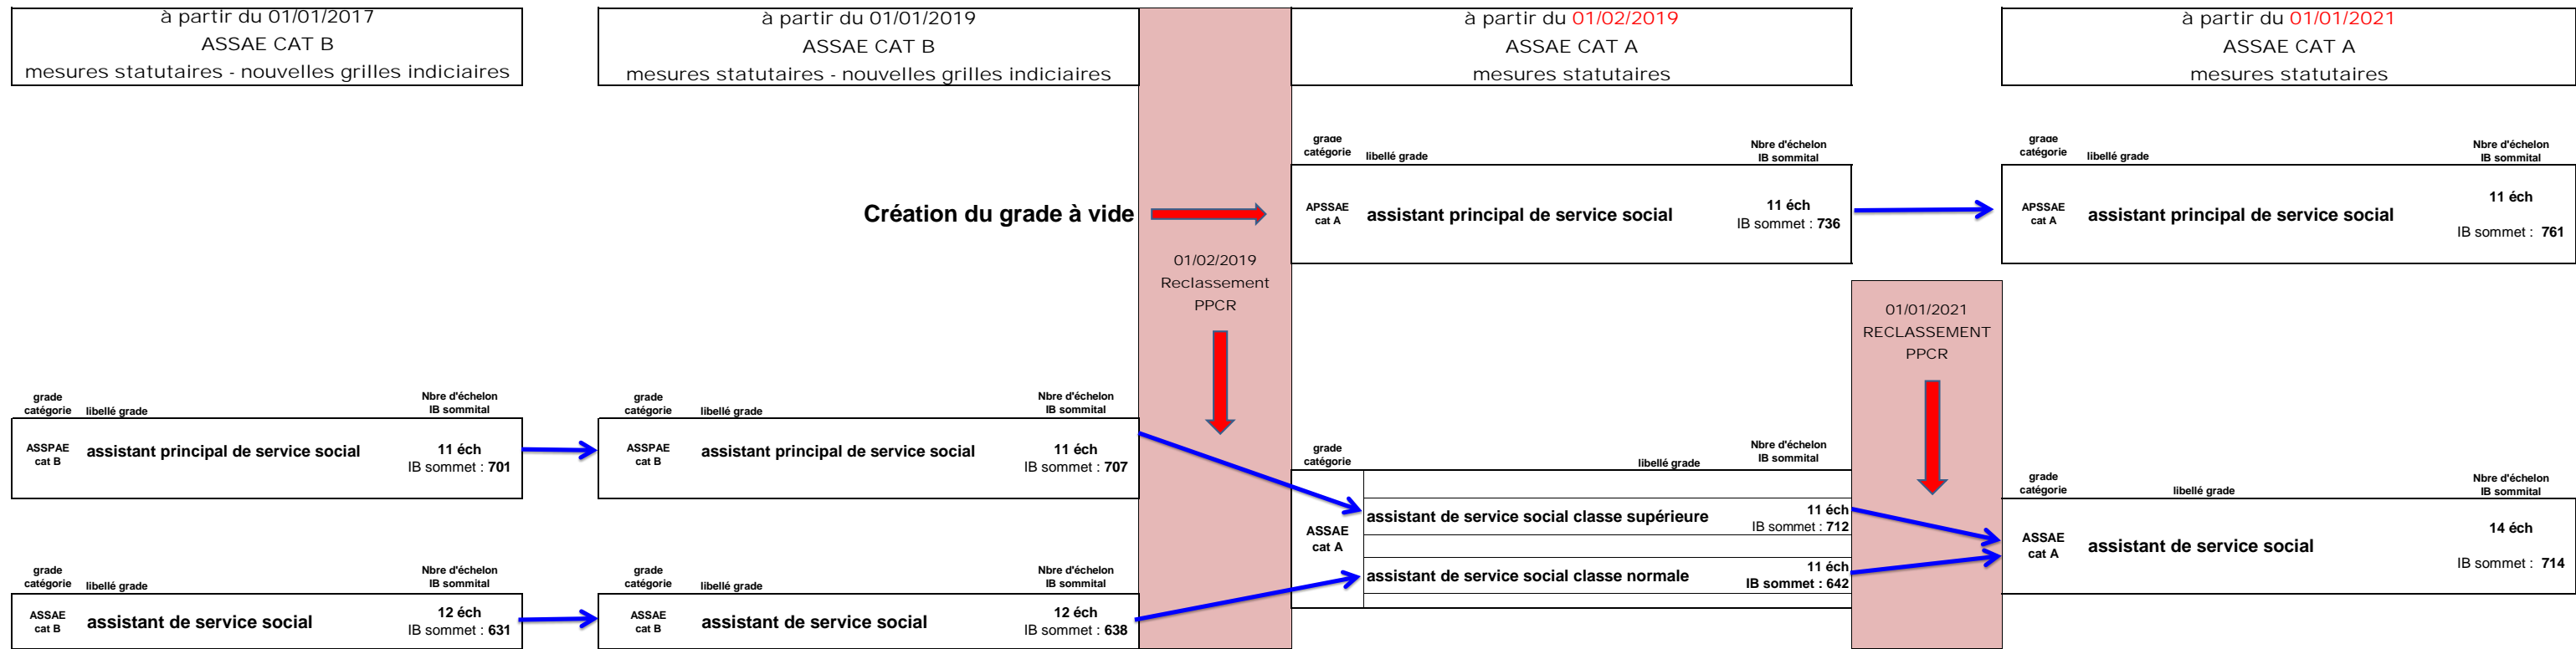 à partir du 01/01/2017
ASSAE CAT B
mesures statutaires - nouvelles grilles indiciaires
à partir du 01/01/2019
ASSAE CAT B
mesures statutaires - nouvelles grilles indiciaires
à partir du 01/02/2019
ASSAE CAT A
mesures statutaires
à partir du 01/01/2021
ASSAE CAT A
mesures statutaires
grade
catégorie
libellé grade
Nbre d'échelon
IB sommital
grade
catégorie
libellé grade
Nbre d'échelon
IB sommital
Création du grade à vide
APSSAE
cat A
assistant principal de service social
11 éch
IB sommet : 736
APSSAE
cat A
assistant principal de service social
11 éch
IB sommet : 761
01/02/2019
Reclassement
PPCR
01/01/2021
RECLASSEMENT
PPCR
grade
catégorie
libellé grade
Nbre d'échelon
IB sommital
ASSPAE
cat B
assistant principal de service social
11 éch
IB sommet : 701
grade
catégorie
libellé grade
Nbre d'échelon
IB sommital
ASSPAE
cat B
assistant principal de service social
11 éch
IB sommet : 707
grade
catégorie
libellé grade
Nbre d'échelon
IB sommital
ASSAE
cat A
assistant de service social classe supérieure
11 éch
IB sommet : 712
assistant de service social classe normale
11 éch
IB sommet : 642
grade
catégorie
libellé grade
Nbre d'échelon
IB sommital
ASSAE
cat A
assistant de service social
14 éch
IB sommet : 714
grade
catégorie
libellé grade
Nbre d'échelon
IB sommital
ASSAE
cat B
assistant de service social
12 éch
IB sommet : 631
grade
catégorie
libellé grade
Nbre d'échelon
IB sommital
ASSAE
cat B
assistant de service social
12 éch
IB sommet : 638